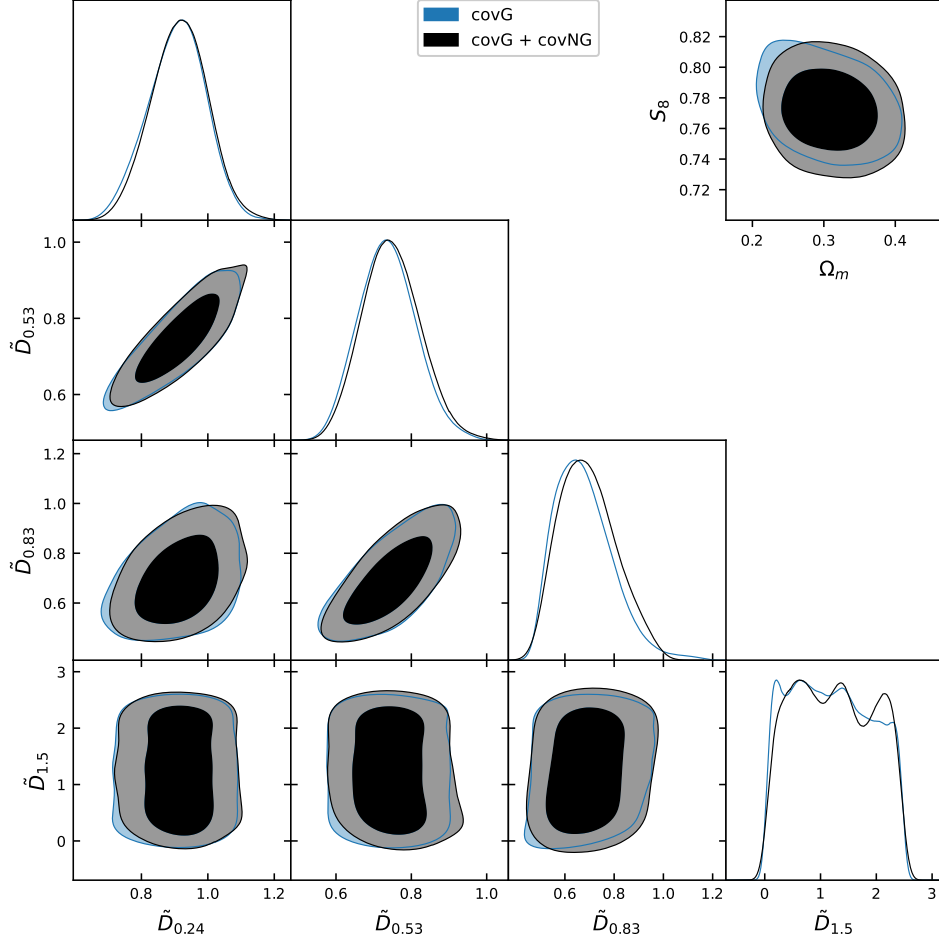 covG
covG + covNG
0.82
0.80
0.78
0.76
0.74
0.72
S₈
0.2 0.3 0.4
Ωₘ
1.0
0.8
0.6
D̃₀.₅₃
1.2
1.0
0.8
0.6
D̃₀.₈₃
3
2
1
0
D̃₁.₅
0.8 1.0 1.2
0.6 0.8 1.0
0.6 0.8 1.0 1.2
0 1 2 3
D̃₀.₂₄
D̃₀.₅₃
D̃₀.₈₃
D̃₁.₅